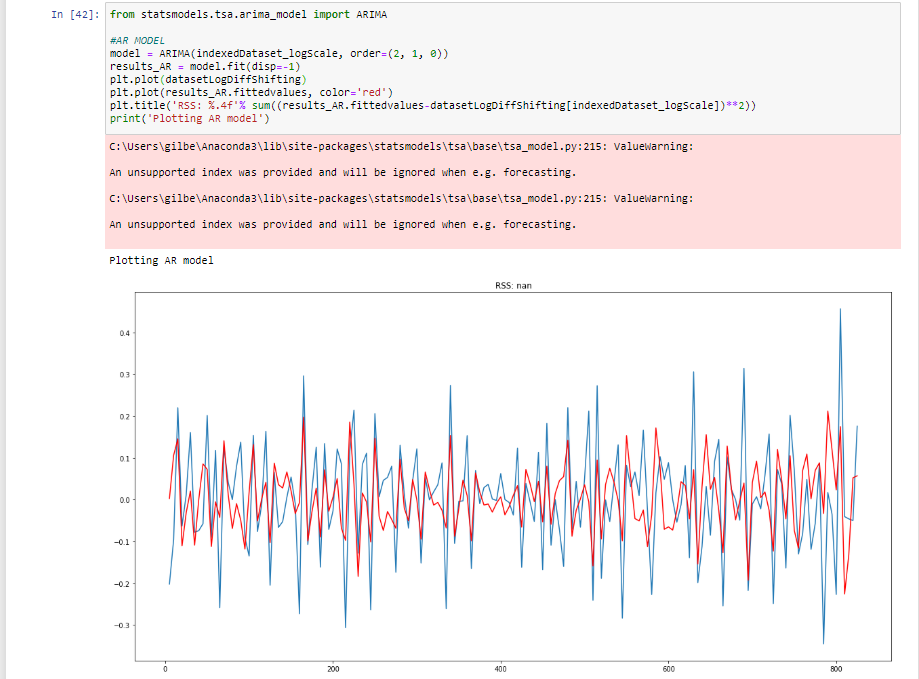 In [42]: from statsmodels.tsa.arima_model import ARIMA
#AR MODEL
model = ARIMA(indexedDataset_logScale, order=(2, 1, 0))
results_AR = model.fit(disp=-1)
plt.plot(datasetLogDiffShifting)
plt.plot(results_AR.fittedvalues, color='red')
plt.title('RSS: %.4f'% sum((results_AR.fittedvalues-datasetLogDiffShifting[indexedDataset_logScale])**2))
print('Plotting AR model')
C:\Users\gilbe\Anaconda3\lib\site-packages\statsmodels\tsa\base\tsa_model.py:215: ValueWarning:
An unsupported index was provided and will be ignored when e.g. forecasting.
C:\Users\gilbe\Anaconda3\lib\site-packages\statsmodels\tsa\base\tsa_model.py:215: ValueWarning:
An unsupported index was provided and will be ignored when e.g. forecasting.
Plotting AR model
RSS: nan
0.4
0.3
0.2
0.1
0.0
−0.1
−0.2
−0.3
0 200 400 600 800